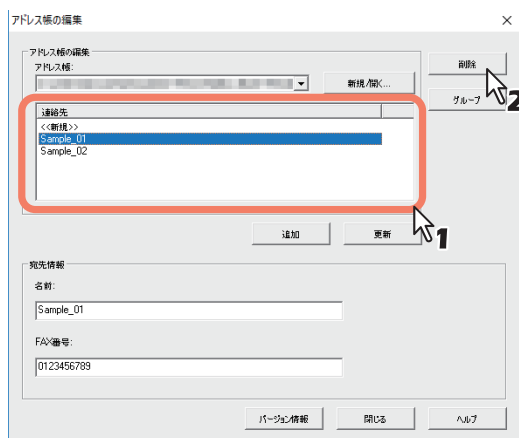 アドレス帳の編集
アドレス帳の編集
アドレス帳:
新規/開く...
削除
グループ
2
連絡先
<<新規>>
Sample_01
Sample_02
追加
更新
1
宛先情報
名前:
Sample_01
FAX番号:
0123456789
バージョン情報
閉じる
ヘルプ